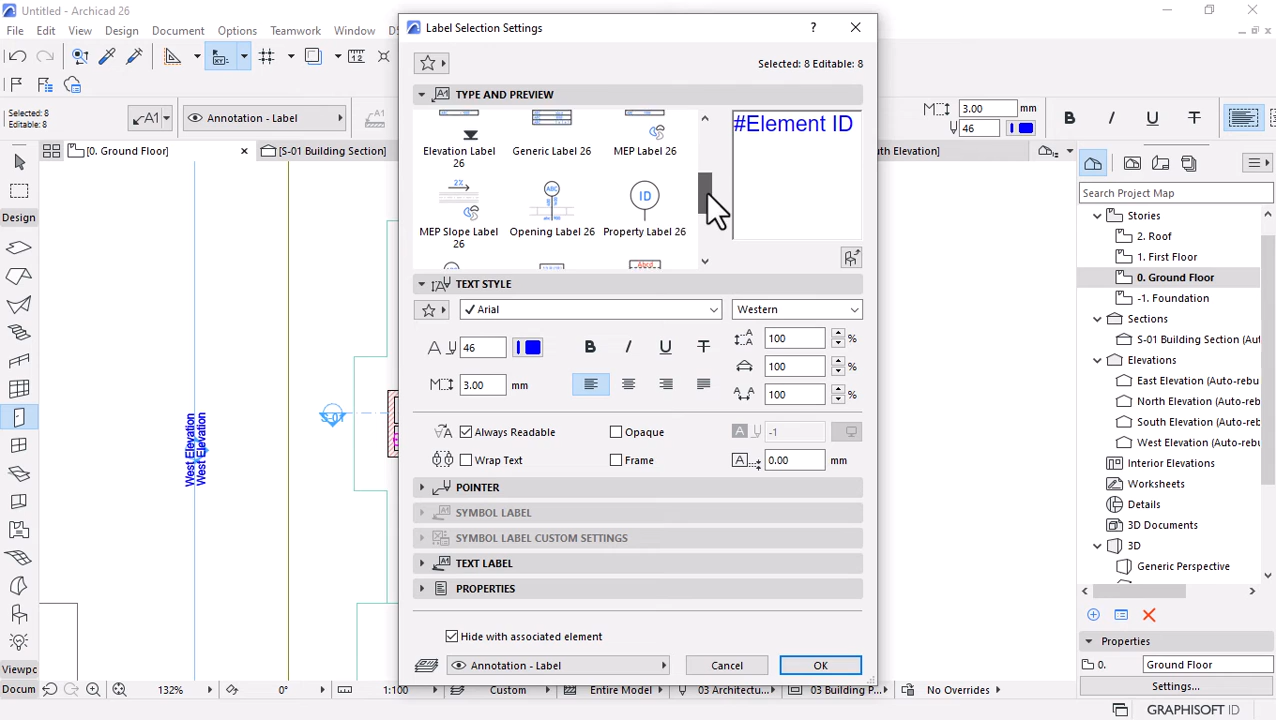 Untitled - Archicad 26
File Edit View Design Document Options Teamwork Window
Selected: 8
Editable: 8
Annotation - Label
3.00 mm
46
[0. Ground Floor]
[S-01 Building Section]
Elevation]
Design
Docum
Label Selection Settings
?
Selected: 8 Editable: 8
TYPE AND PREVIEW
Elevation Label 26
Generic Label 26
MEP Label 26
MEP Slope Label 26
Opening Label 26
Property Label 26
2X
ABC
ID
Abcd
#Element ID
TEXT STYLE
Arial
Western
46
3.00 mm
100 %
100 %
100 %
Always Readable
Opaque
-1
Wrap Text
Frame
0.00 mm
POINTER
SYMBOL LABEL
SYMBOL LABEL CUSTOM SETTINGS
TEXT LABEL
PROPERTIES
Hide with associated element
Annotation - Label
Cancel
OK
West Elevation
West Elevation
S-01
Search Project Map
Stories
2. Roof
1. First Floor
0. Ground Floor
-1. Foundation
Sections
S-01 Building Section (Aut
Elevations
East Elevation (Auto-rebu
North Elevation (Auto-reb
South Elevation (Auto-reb
West Elevation (Auto-rebu
Interior Elevations
Worksheets
Details
3D Documents
3D
Generic Perspective
Properties
0. Ground Floor
Settings...
132%
0°
1:100
Custom
Entire Model
03 Architectu...
03 Building P...
No Overrides
GRAPHISOFT ID